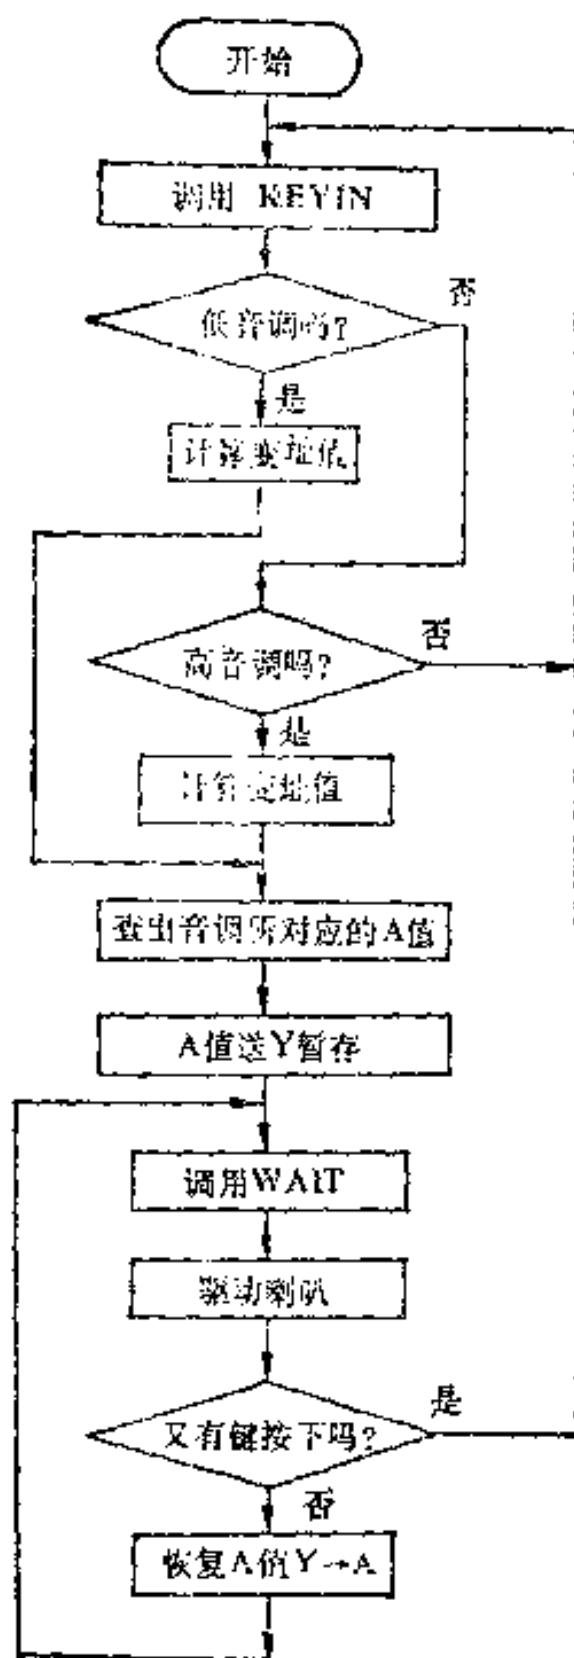 开始
调用 KEYIN
否
低音调吗?
是
计算变址值
否
高音调吗?
是
计算变址值
查出音调所对应的A值
A值送Y暂存
调用WAIT
驱动喇叭
是
又有键按下吗?
否
恢复A值Y→A